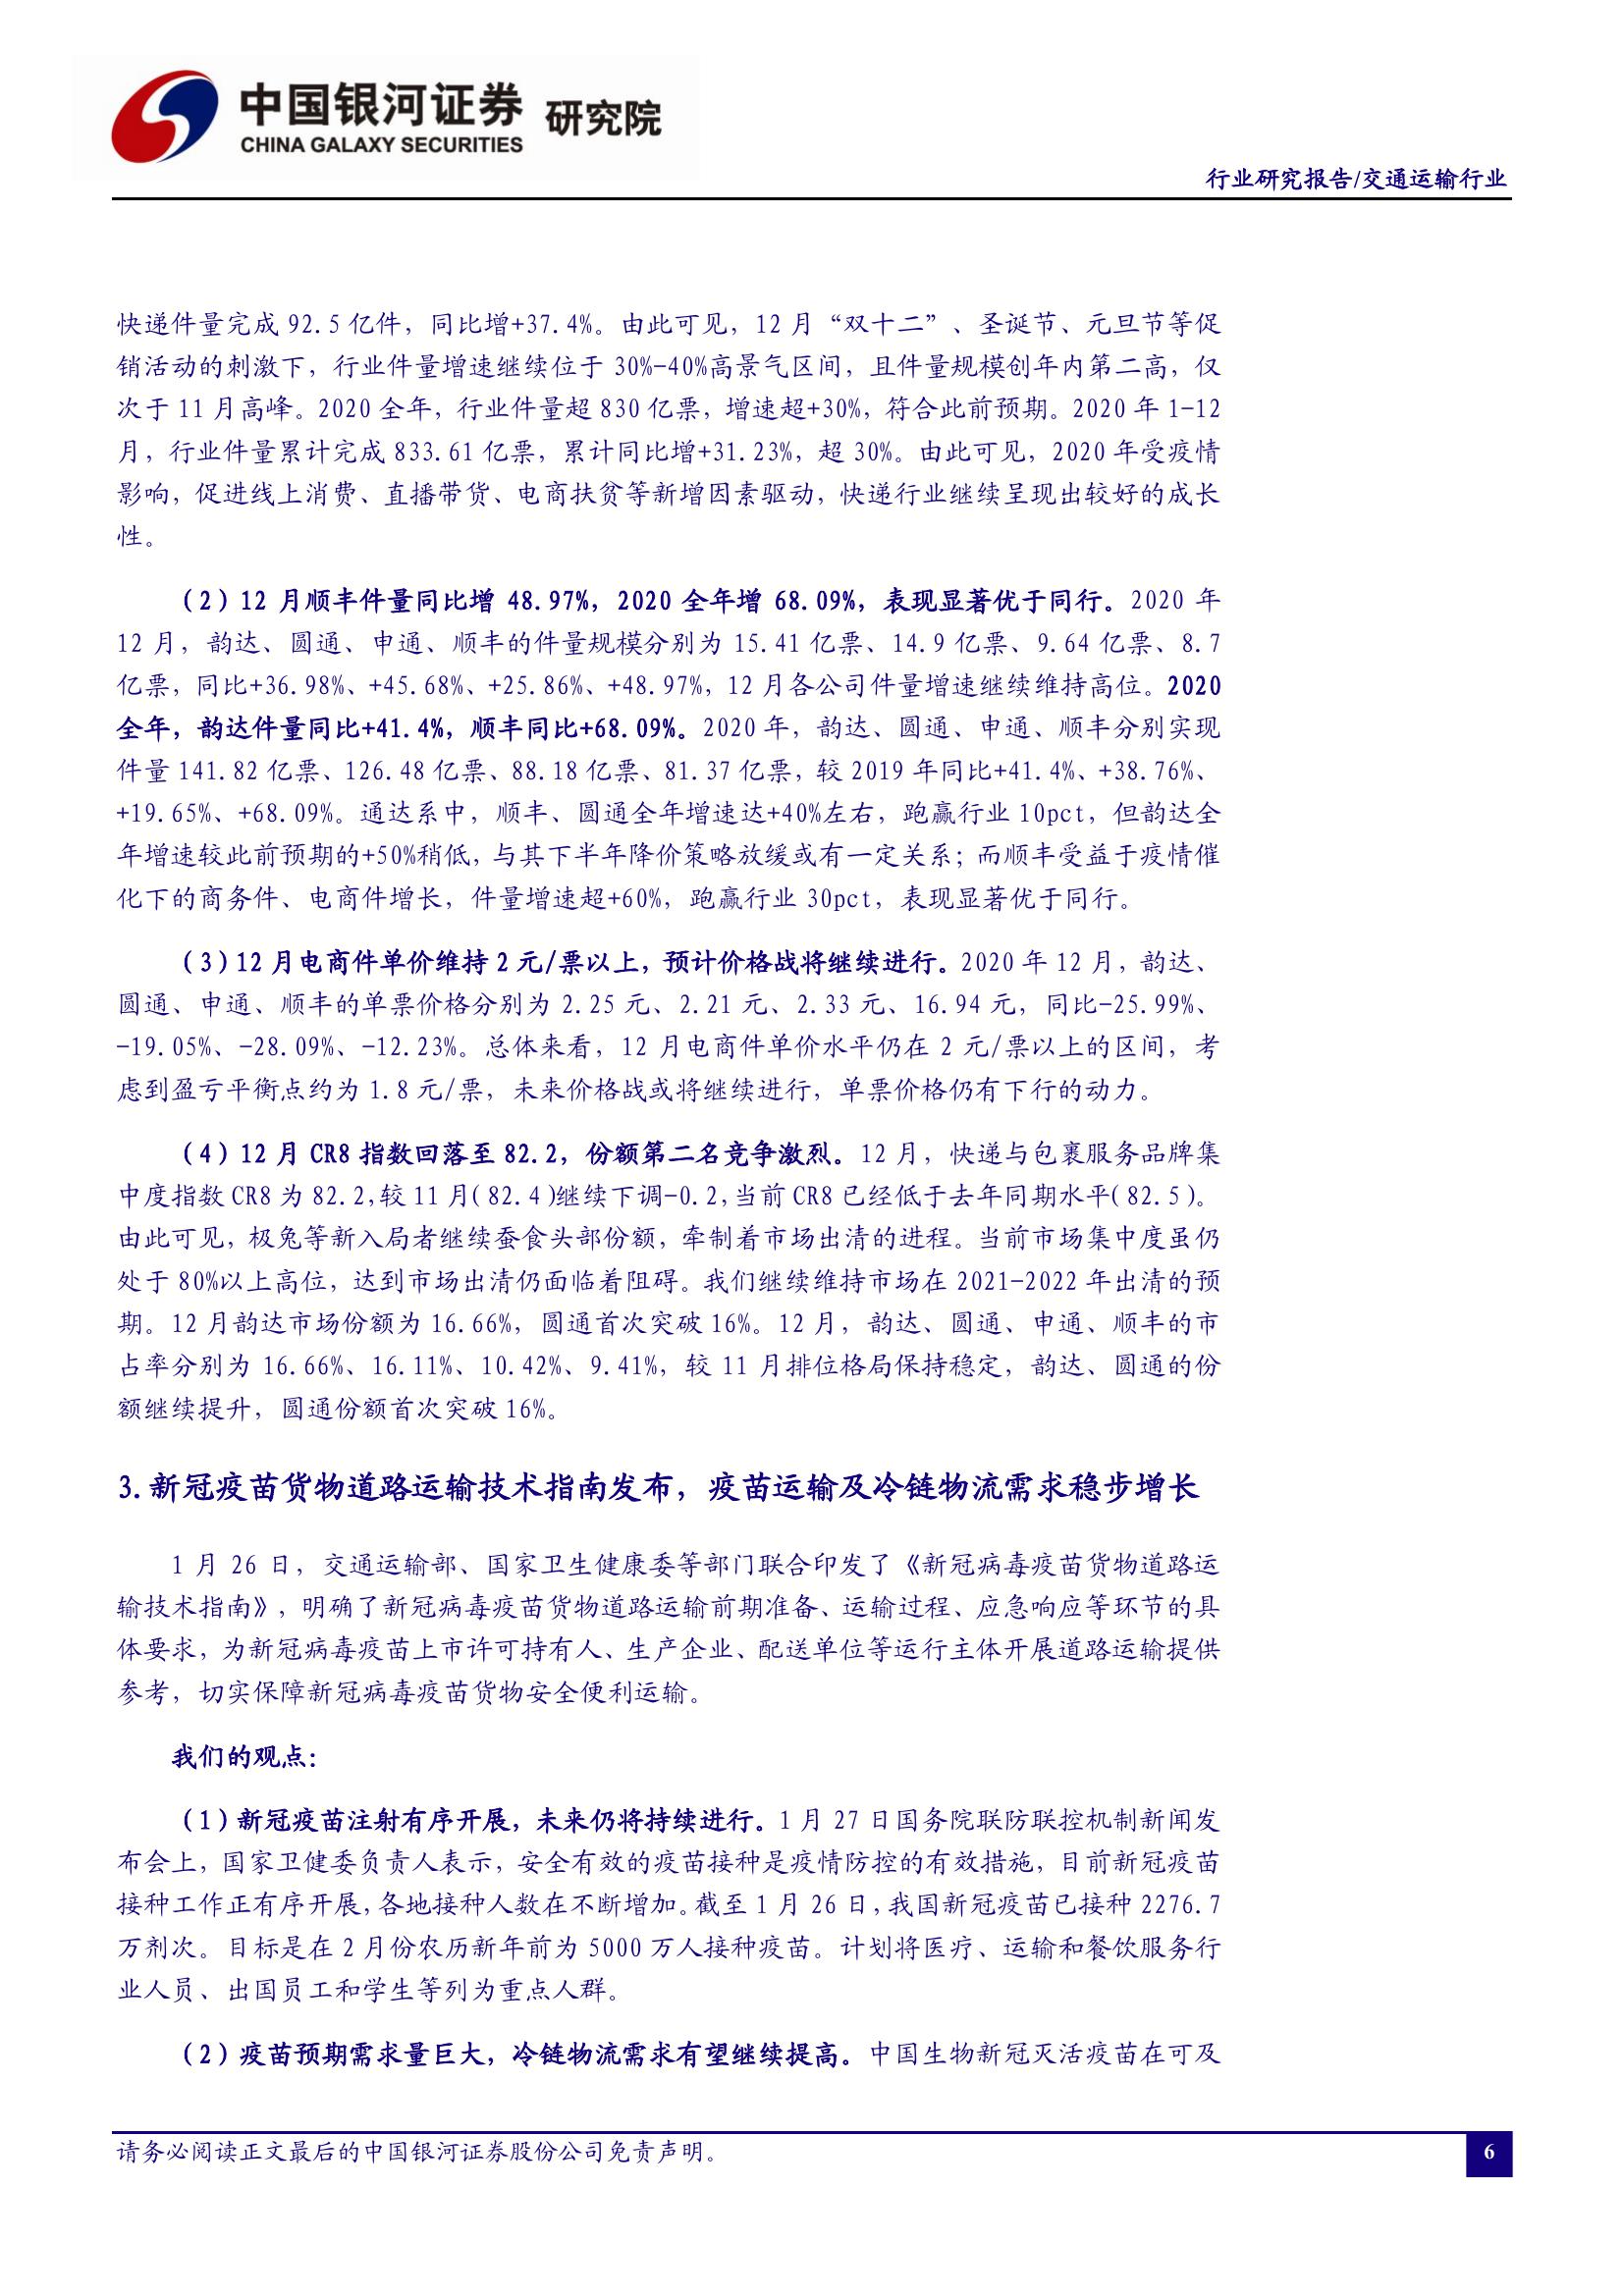 中国银河证券 研究院
CHINA GALAXY SECURITIES
行业研究报告/交通运输行业
快递件量完成 92.5 亿件，同比增+37.4%。由此可见，12 月“双十二”、圣诞节、元旦节等促
销活动的刺激下，行业件量增速继续位于 30%-40%高景气区间，且件量规模创年内第二高，仅
次于 11 月高峰。2020 全年，行业件量超 830 亿票，增速超+30%，符合此前预期。2020 年 1-12
月，行业件量累计完成 833.61 亿票，累计同比增+31.23%，超 30%。由此可见，2020 年受疫情
影响，促进线上消费、直播带货、电商扶贫等新增因素驱动，快递行业继续呈现出较好的成长
性。
（2）12 月顺丰件量同比增 48.97%，2020 全年增 68.09%，表现显著优于同行。2020 年
12 月，韵达、圆通、申通、顺丰的件量规模分别为 15.41 亿票、14.9 亿票、9.64 亿票、8.7
亿票，同比+36.98%、+45.68%、+25.86%、+48.97%，12 月各公司件量增速继续维持高位。2020
全年，韵达件量同比+41.4%，顺丰同比+68.09%。2020 年，韵达、圆通、申通、顺丰分别实现
件量 141.82 亿票、126.48 亿票、88.18 亿票、81.37 亿票，较 2019 年同比+41.4%、+38.76%、
+19.65%、+68.09%。通达系中，顺丰、圆通全年增速达+40%左右，跑赢行业 10pct，但韵达全
年增速较此前预期的+50%稍低，与其下半年降价策略放缓或有一定关系；而顺丰受益于疫情催
化下的商务件、电商件增长，件量增速超+60%，跑赢行业 30pct，表现显著优于同行。
（3）12 月电商件单价维持 2 元/票以上，预计价格战将继续进行。2020 年 12 月，韵达、
圆通、申通、顺丰的单票价格分别为 2.25 元、2.21 元、2.33 元、16.94 元，同比-25.99%、
-19.05%、-28.09%、-12.23%。总体来看，12 月电商件单价水平仍在 2 元/票以上的区间，考
虑到盈亏平衡点约为 1.8 元/票，未来价格战或将继续进行，单票价格仍有下行的动力。
（4）12 月 CR8 指数回落至 82.2，份额第二名竞争激烈。12 月，快递与包裹服务品牌集
中度指数 CR8 为 82.2，较 11 月（82.4）继续下调-0.2，当前 CR8 已经低于去年同期水平（82.5）。
由此可见，极兔等新入局者继续蚕食头部份额，牵制着市场出清的进程。当前市场集中度虽仍
处于 80%以上高位，达到市场出清仍面临着阻碍。我们继续维持市场在 2021-2022 年出清的预
期。12 月韵达市场份额为 16.66%，圆通首次突破 16%。12 月，韵达、圆通、申通、顺丰的市
占率分别为 16.66%、16.11%、10.42%、9.41%，较 11 月排位格局保持稳定，韵达、圆通的份
额继续提升，圆通份额首次突破 16%。
3.新冠疫苗货物道路运输技术指南发布，疫苗运输及冷链物流需求稳步增长
1 月 26 日，交通运输部、国家卫生健康委等部门联合印发了《新冠病毒疫苗货物道路运
输技术指南》，明确了新冠病毒疫苗货物道路运输前期准备、运输过程、应急响应等环节的具
体要求，为新冠病毒疫苗上市许可持有人、生产企业、配送单位等运行主体开展道路运输提供
参考，切实保障新冠病毒疫苗货物安全便利运输。
我们的观点：
（1）新冠疫苗注射有序开展，未来仍将持续进行。1 月 27 日国务院联防联控机制新闻发
布会上，国家卫健委负责人表示，安全有效的疫苗接种是疫情防控的有效措施，目前新冠疫苗
接种工作正有序开展，各地接种人数在不断增加。截至 1 月 26 日，我国新冠疫苗已接种 2276.7
万剂次。目标是在 2 月份农历新年前为 5000 万人接种疫苗。计划将医疗、运输和餐饮服务行
业人员、出国员工和学生等列为重点人群。
（2）疫苗预期需求量巨大，冷链物流需求有望继续提高。中国生物新冠灭活疫苗在可及
请务必阅读正文最后的中国银河证券股份公司免责声明。
6